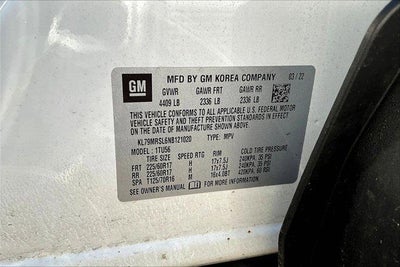 GM
MFD BY GM KOREA COMPANY 03 / 22
GVWR GAWR FRT GAWR RR
4409 LB 2336 LB 2336 LB
THIS VEHICLE CONFORMS TO ALL APPLICABLE U.S. FEDERAL MOTOR
VEHICLE SAFETY AND THEFT PREVENTION STANDARDS IN EFFECT
ON THE DATE OF MANUFACTURE SHOWN ABOVE.
KL79MRSL6NB121020 TYPE: MPV
MODEL: 1TU56
TIRE SIZE SPEED RTG RIM COLD TIRE PRESSURE
FRT 225/60R17 H 17x7.5J 240KPA, 35 PSI
RR 225/60R17 H 17x7.5J 240KPA, 35 PSI
SPA T125/70R16 M 16x4.0BT 420KPA, 60 PSI
SEE OWNER'S MANUAL FOR ADDITIONAL INFORMATION.